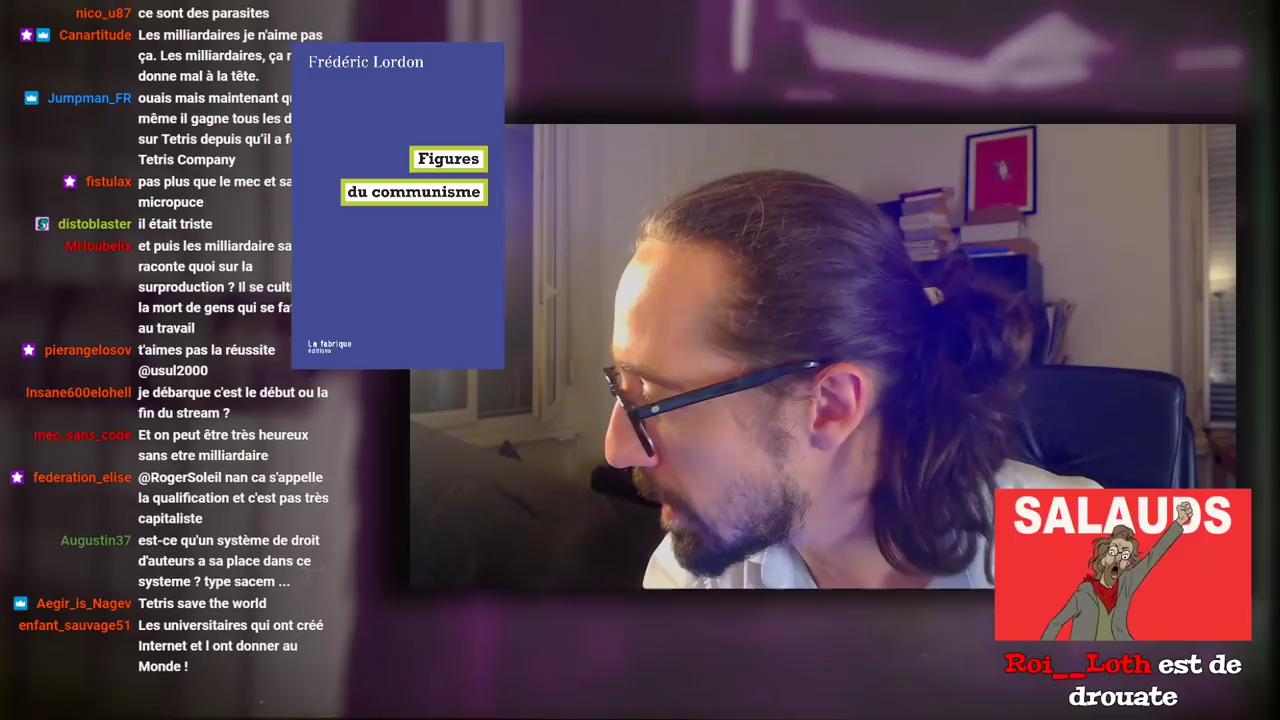 nico_u87 ce sont des parasites
Canartitude Les milliardaires je n'aime pas
ça. Les milliardaires, ça
donne mal à la tête.
Jumpman_FR ouais mais maintenant
même il gagne tous les
sur Tetris depuis qu'il a
Tetris Company
fistulax pas plus que le mec et sa
micropuce
distoblaster il était triste
Mrtoubelix et puis les milliardaire
raconte quoi sur la
surproduction ? Il se
la mort de gens qui se
au travail
pierangelosov t'aimes pas la réussite
@usul2000
Insane600elohell je débarque c'est le début ou la
fin du stream ?
mec_sans_code Et on peut être très heureux
sans etre milliardaire
federation_elise @RogerSoleil nan ca s'appelle
la qualification et c'est pas très
capitaliste
Augustin37 est-ce qu'un système de droit
d'auteurs a sa place dans ce
systeme ? type sacem ...
Aegir_is_Nagev Tetris save the world
enfant_sauvage51 Les universitaires qui ont créé
Internet et l ont donner au
Monde !
Frédéric Lordon
Figures
du communisme
La fabrique
éditions
SALAUDS
Roi__Loth est de
drouate